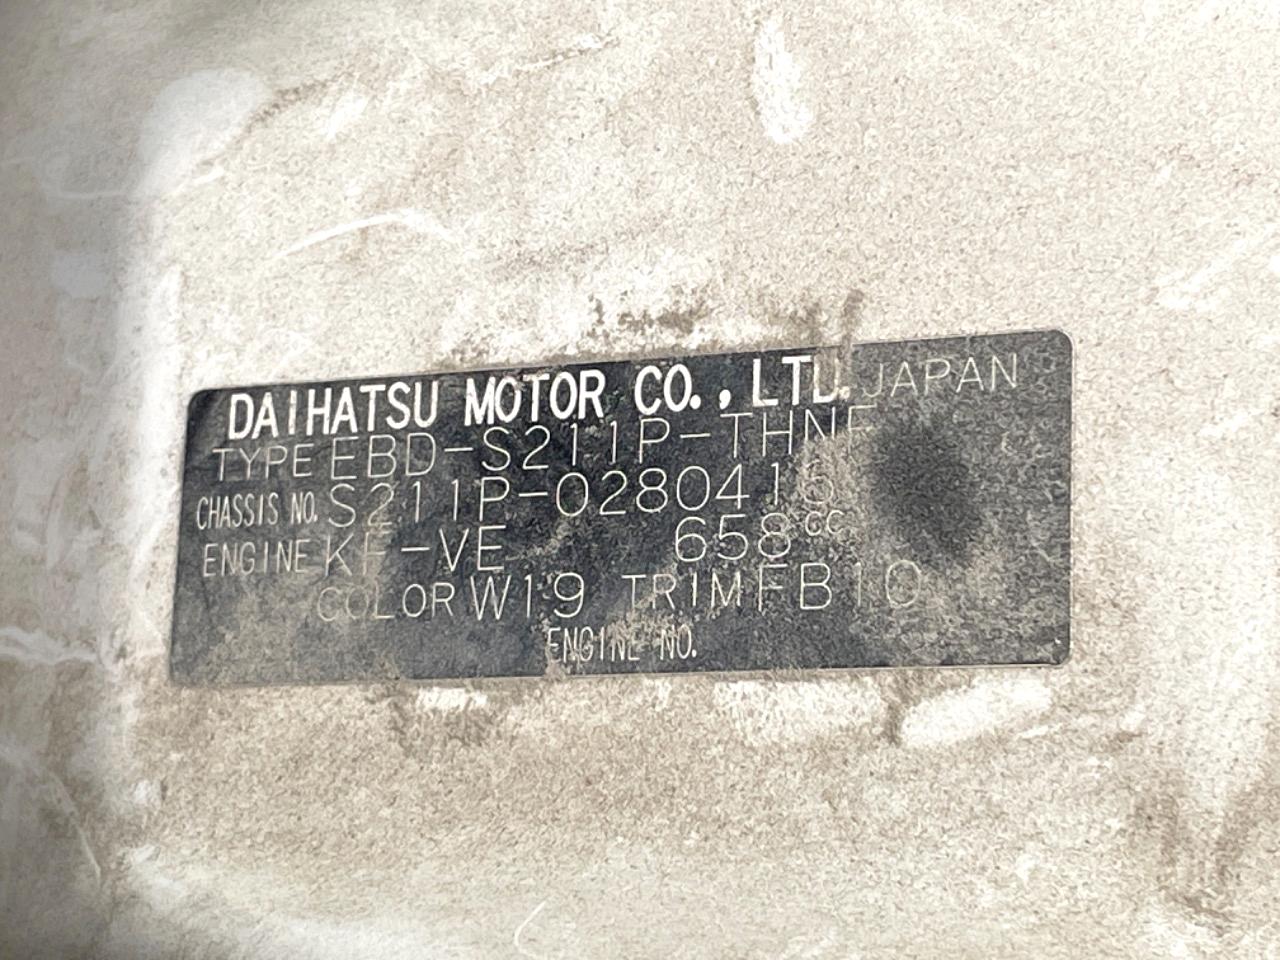 DAIHATSU MOTOR CO., LTD. JAPAN
TYPE EBD-S211P-THNF
CHASSIS NO. S211P-0280416
ENGINE KF-VE 658cc
COLOR W19 TRIM FB10
ENGINE NO.